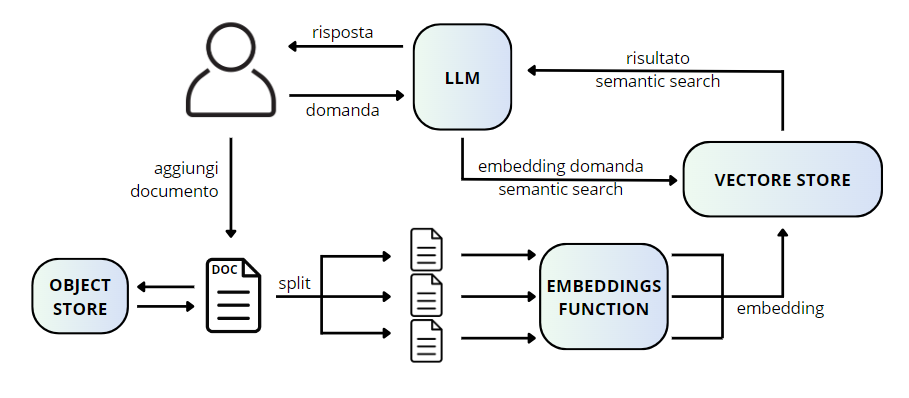 risposta
LLM
domanda
risultato
semantic search
aggiungi
documento
embedding domanda
semantic search
VECTORE STORE
OBJECT
STORE
DOC
split
EMBEDDINGS
FUNCTION
embedding